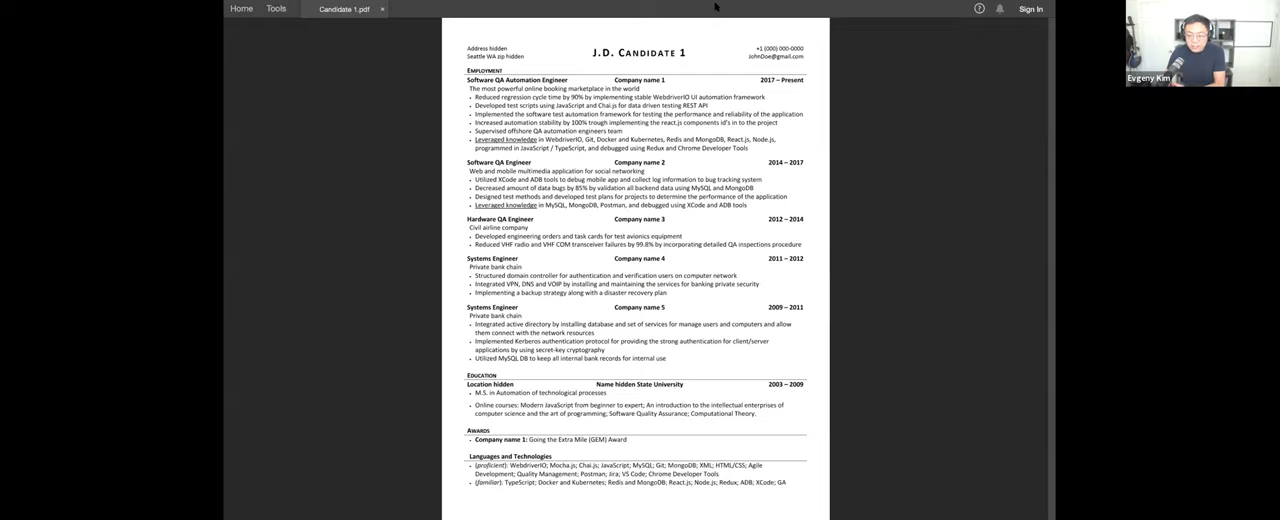 Home Tools Candidate 1.pdf × Sign In
Evgeny Kim
Address hidden
Seattle WA zip hidden
J.D. Candidate 1
+1 (000) 000-0000
JohnDoe@gmail.com
Employment
Software QA Automation Engineer Company name 1 2017 – Present
The most powerful online booking marketplace in the world
• Reduced regression cycle time by 90% by implementing stable WebdriverIO UI automation framework
• Developed test scripts using JavaScript and Chai.js for data driven testing REST API
• Implemented the software test automation framework for testing the performance and reliability of the application
• Increased automation stability by 100% trough implementing the react.js components id's in to the project
• Supervised offshore QA automation engineers team
• Leveraged knowledge in WebdriverIO, Git, Docker and Kubernetes, Redis and MongoDB, React.js, Node.js,
programmed in JavaScript / TypeScript, and debugged using Redux and Chrome Developer Tools
Software QA Engineer Company name 2 2014 – 2017
Web and mobile multimedia application for social networking
• Utilized XCode and ADB tools to debug mobile app and collect log information to bug tracking system
• Decreased amount of data bugs by 85% by validation all backend data using MySQL and MongoDB
• Designed test methods and developed test plans for projects to determine the performance of the application
• Leveraged knowledge in MySQL, MongoDB, Postman, and debugged using XCode and ADB tools
Hardware QA Engineer Company name 3 2012 – 2014
Civil airline company
• Developed engineering orders and task cards for test avionics equipment
• Reduced VHF radio and VHF COM transceiver failures by 99.8% by incorporating detailed QA inspections procedure
Systems Engineer Company name 4 2011 – 2012
Private bank chain
• Structured domain controller for authentication and verification users on computer network
• Integrated VPN, DNS and VOIP by installing and maintaining the services for banking private security
• Implementing a backup strategy along with a disaster recovery plan
Systems Engineer Company name 5 2009 – 2011
Private bank chain
• Integrated active directory by installing database and set of services for manage users and computers and allow
them connect with the network resources
• Implemented Kerberos authentication protocol for providing the strong authentication for client/server
applications by using secret-key cryptography
• Utilized MySQL DB to keep all internal bank records for internal use
Education
Location hidden Name hidden State University 2003 – 2009
• M.S. in Automation of technological processes
• Online courses: Modern JavaScript from beginner to expert; An introduction to the intellectual enterprises of
computer science and the art of programming; Software Quality Assurance; Computational Theory.
Awards
• Company name 1: Going the Extra Mile (GEM) Award
Languages and Technologies
• (proficient): WebdriverIO; Mocha.js; Chai.js; JavaScript; MySQL; Git; MongoDB; XML; HTML/CSS; Agile
Development; Quality Management; Postman; Jira; VS Code; Chrome Developer Tools
• (familiar): TypeScript; Docker and Kubernetes; Redis and MongoDB; React.js; Node.js; Redux; ADB; XCode; GA